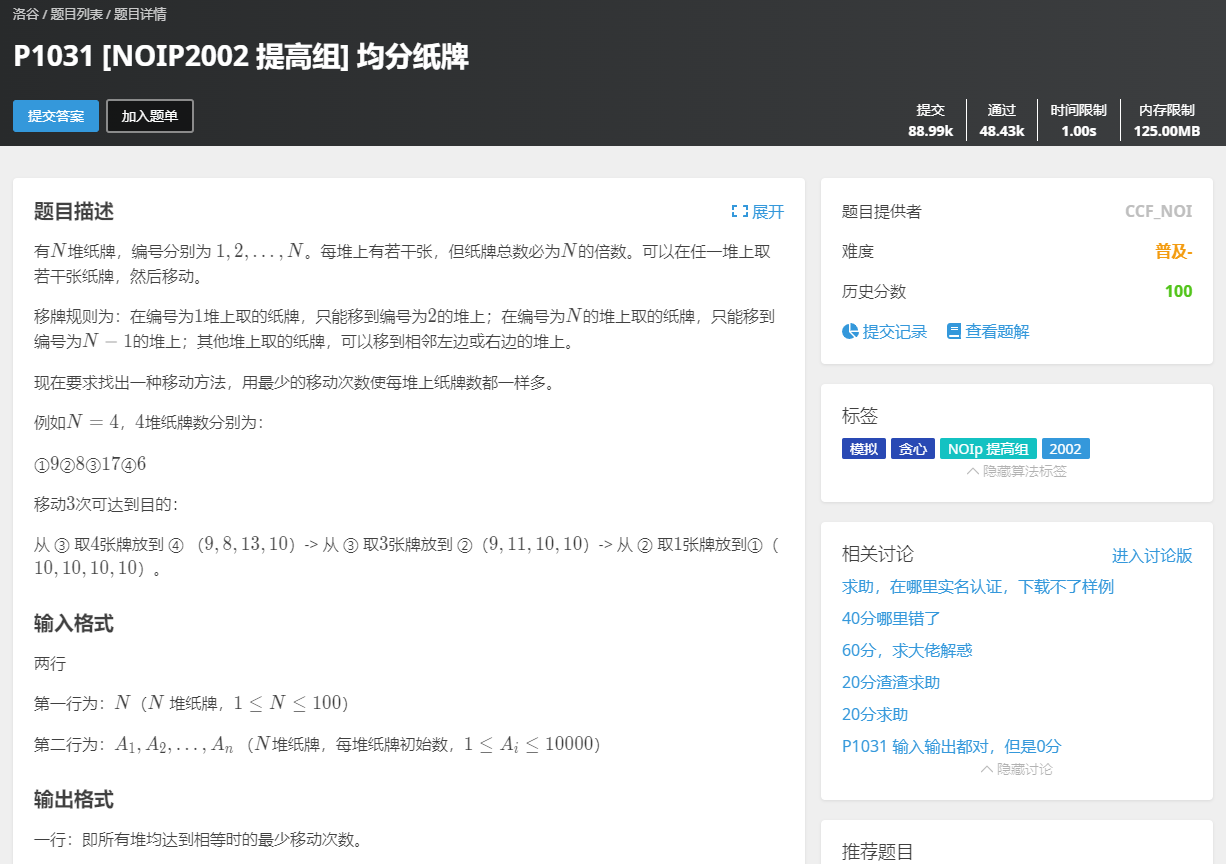 洛谷 / 题目列表 / 题目详情
P1031 [NOIP2002 提高组] 均分纸牌
提交答案
加入题单
提交
88.99k
通过
48.43k
时间限制
1.00s
内存限制
125.00MB
题目描述
展开
有N堆纸牌，编号分别为 1, 2, . . . , N。每堆上有若干张，但纸牌总数必为N的倍数。可以在任一堆上取
若干张纸牌，然后移动。
移牌规则为：在编号为1堆上取的纸牌，只能移到编号为2的堆上；在编号为N的堆上取的纸牌，只能移到
编号为N − 1的堆上；其他堆上取的纸牌，可以移到相邻左边或右边的堆上。
现在要求找出一种移动方法，用最少的移动次数使每堆上纸牌数都一样多。
例如N = 4，4堆纸牌数分别为：
①9②8③17④6
移动3次可达到目的：
从 ③ 取4张牌放到 ④ （9, 8, 13, 10）-> 从 ③ 取3张牌放到 ②（9, 11, 10, 10）-> 从 ② 取1张牌放到①（
10, 10, 10, 10）。
输入格式
两行
第一行为：N（N 堆纸牌，1 ≤ N ≤ 100）
第二行为：A₁, A₂, . . . , Aₙ （N堆纸牌，每堆纸牌初始数，1 ≤ Aᵢ ≤ 10000）
输出格式
一行：即所有堆均达到相等时的最少移动次数。
题目提供者
CCF_NOI
难度
普及-
历史分数
100
提交记录
查看题解
标签
模拟
贪心
NOIp 提高组
2002
隐藏算法标签
相关讨论
进入讨论版
求助，在哪里实名认证，下载不了样例
40分哪里错了
60分，求大佬解惑
20分渣渣求助
20分求助
P1031 输入输出都对，但是0分
隐藏讨论
推荐题目